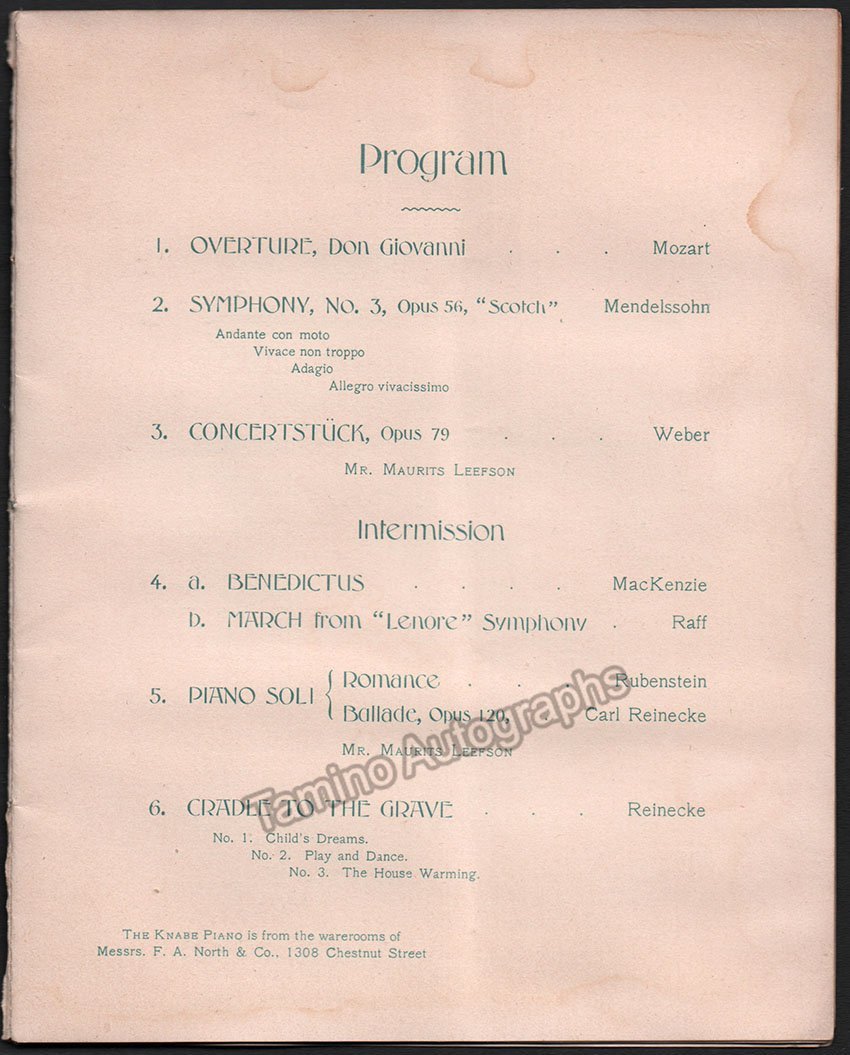 Program
1. OVERTURE, Don Giovanni . . . Mozart
2. SYMPHONY, No. 3, Opus 56, "Scotch" Mendelssohn
Andante con moto
Vivace non troppo
Adagio
Allegro vivacissimo
3. CONCERTSTÜCK, Opus 79 . . . Weber
MR. MAURITS LEEFSON
Intermission
4. a. BENEDICTUS . . . . MacKenzie
b. MARCH from "Lenore" Symphony . Raff
5. PIANO SOLI { Romance . . . Rubenstein
Ballade, Opus 120, . Carl Reinecke
MR. MAURITS LEEFSON
6. CRADLE TO THE GRAVE . . . Reinecke
No. 1. Child's Dreams.
No. 2. Play and Dance.
No. 3. The House Warming.
THE KNABE PIANO is from the warerooms of
Messrs. F. A. North & Co., 1308 Chestnut Street
Tamino Autographs